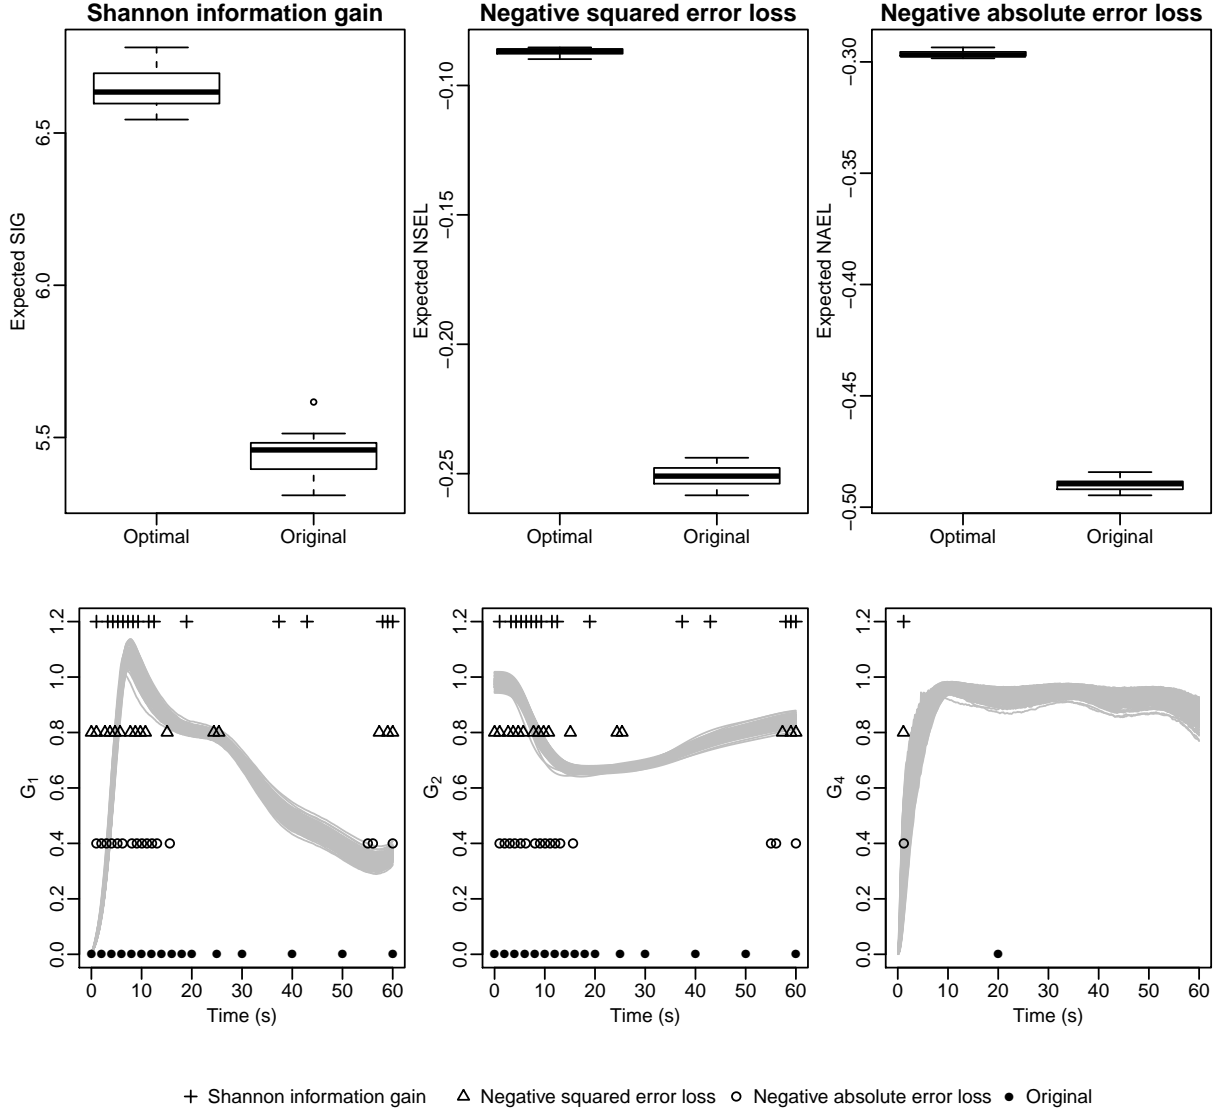 Shannon information gain
Negative squared error loss
Negative absolute error loss
Expected SIG
6.5
6.0
5.5
Optimal
Original
Expected NSEL
−0.10
−0.15
−0.20
−0.25
Optimal
Original
Expected NAEL
−0.30
−0.35
−0.40
−0.45
−0.50
Optimal
Original
G1
1.2
1.0
0.8
0.6
0.4
0.2
0.0
0 10 20 30 40 50 60
Time (s)
G2
1.2
1.0
0.8
0.6
0.4
0.2
0.0
0 10 20 30 40 50 60
Time (s)
G4
1.2
1.0
0.8
0.6
0.4
0.2
0.0
0 10 20 30 40 50 60
Time (s)
Shannon information gain Negative squared error loss Negative absolute error loss Original